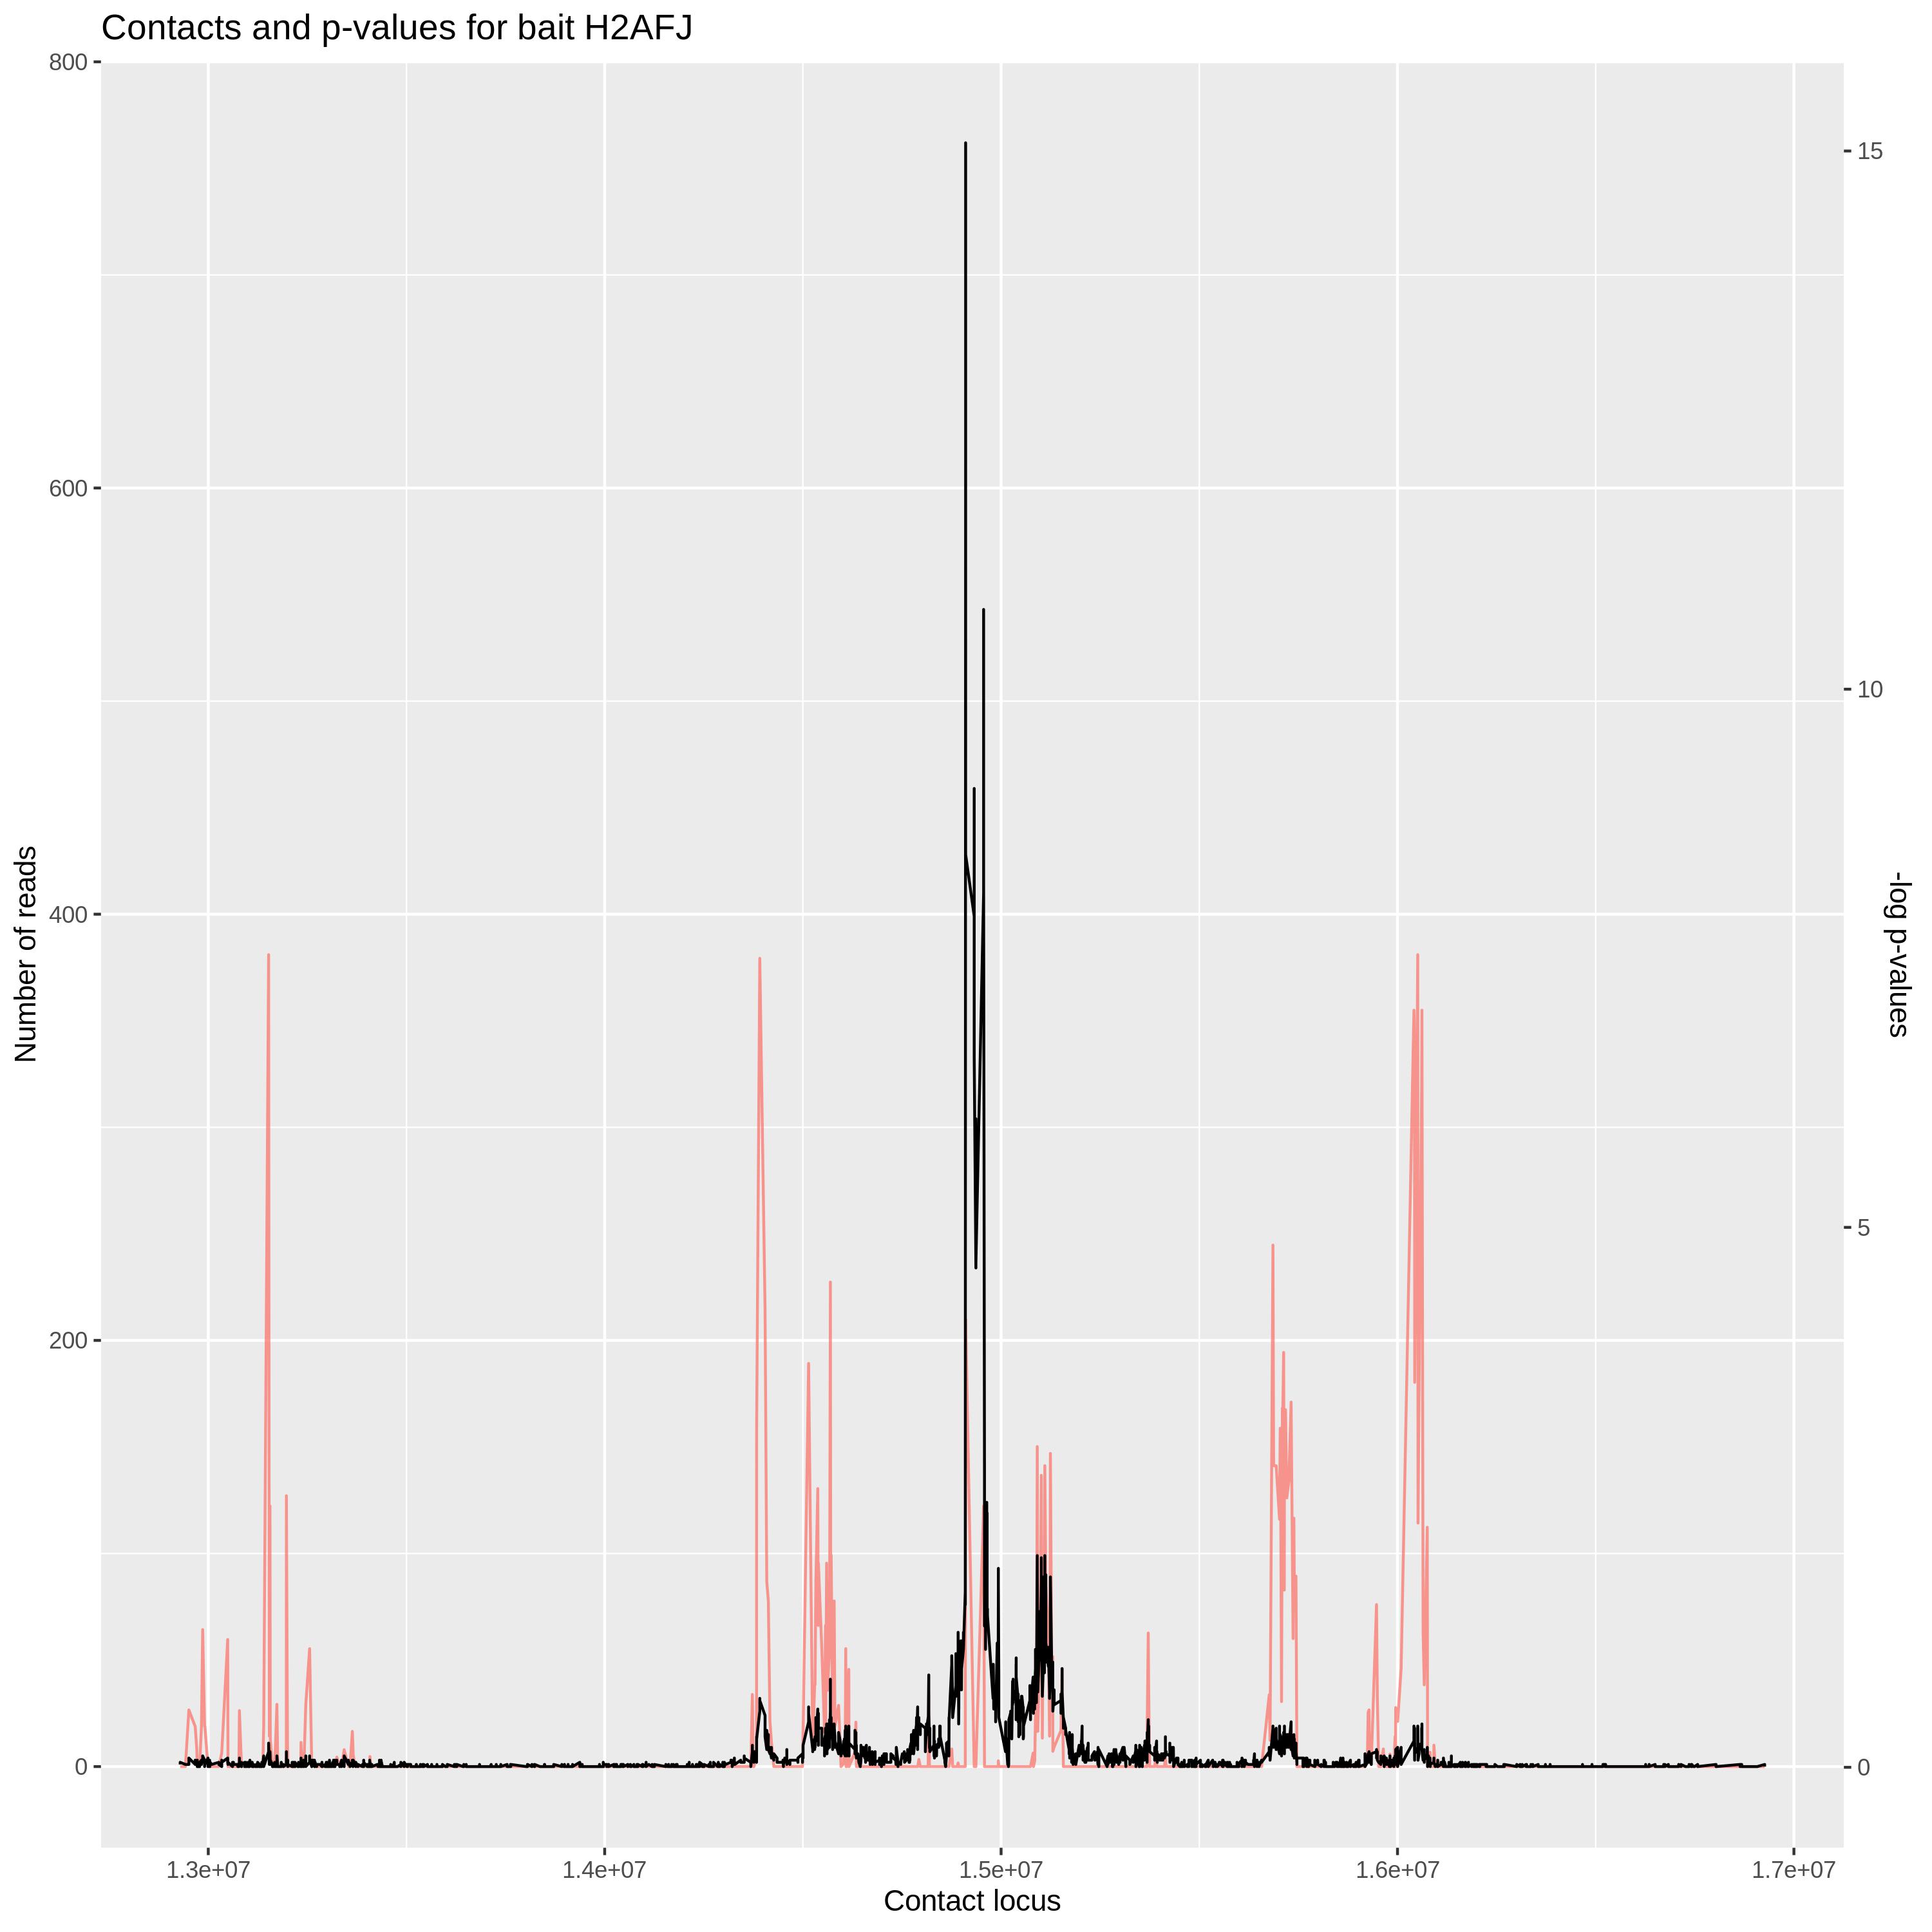 Contacts and p-values for bait H2AFJ
800
600
400
200
0
Number of reads
15
10
5
0
-log p-values
1.3e+07 1.4e+07 1.5e+07 1.6e+07 1.7e+07
Contact locus